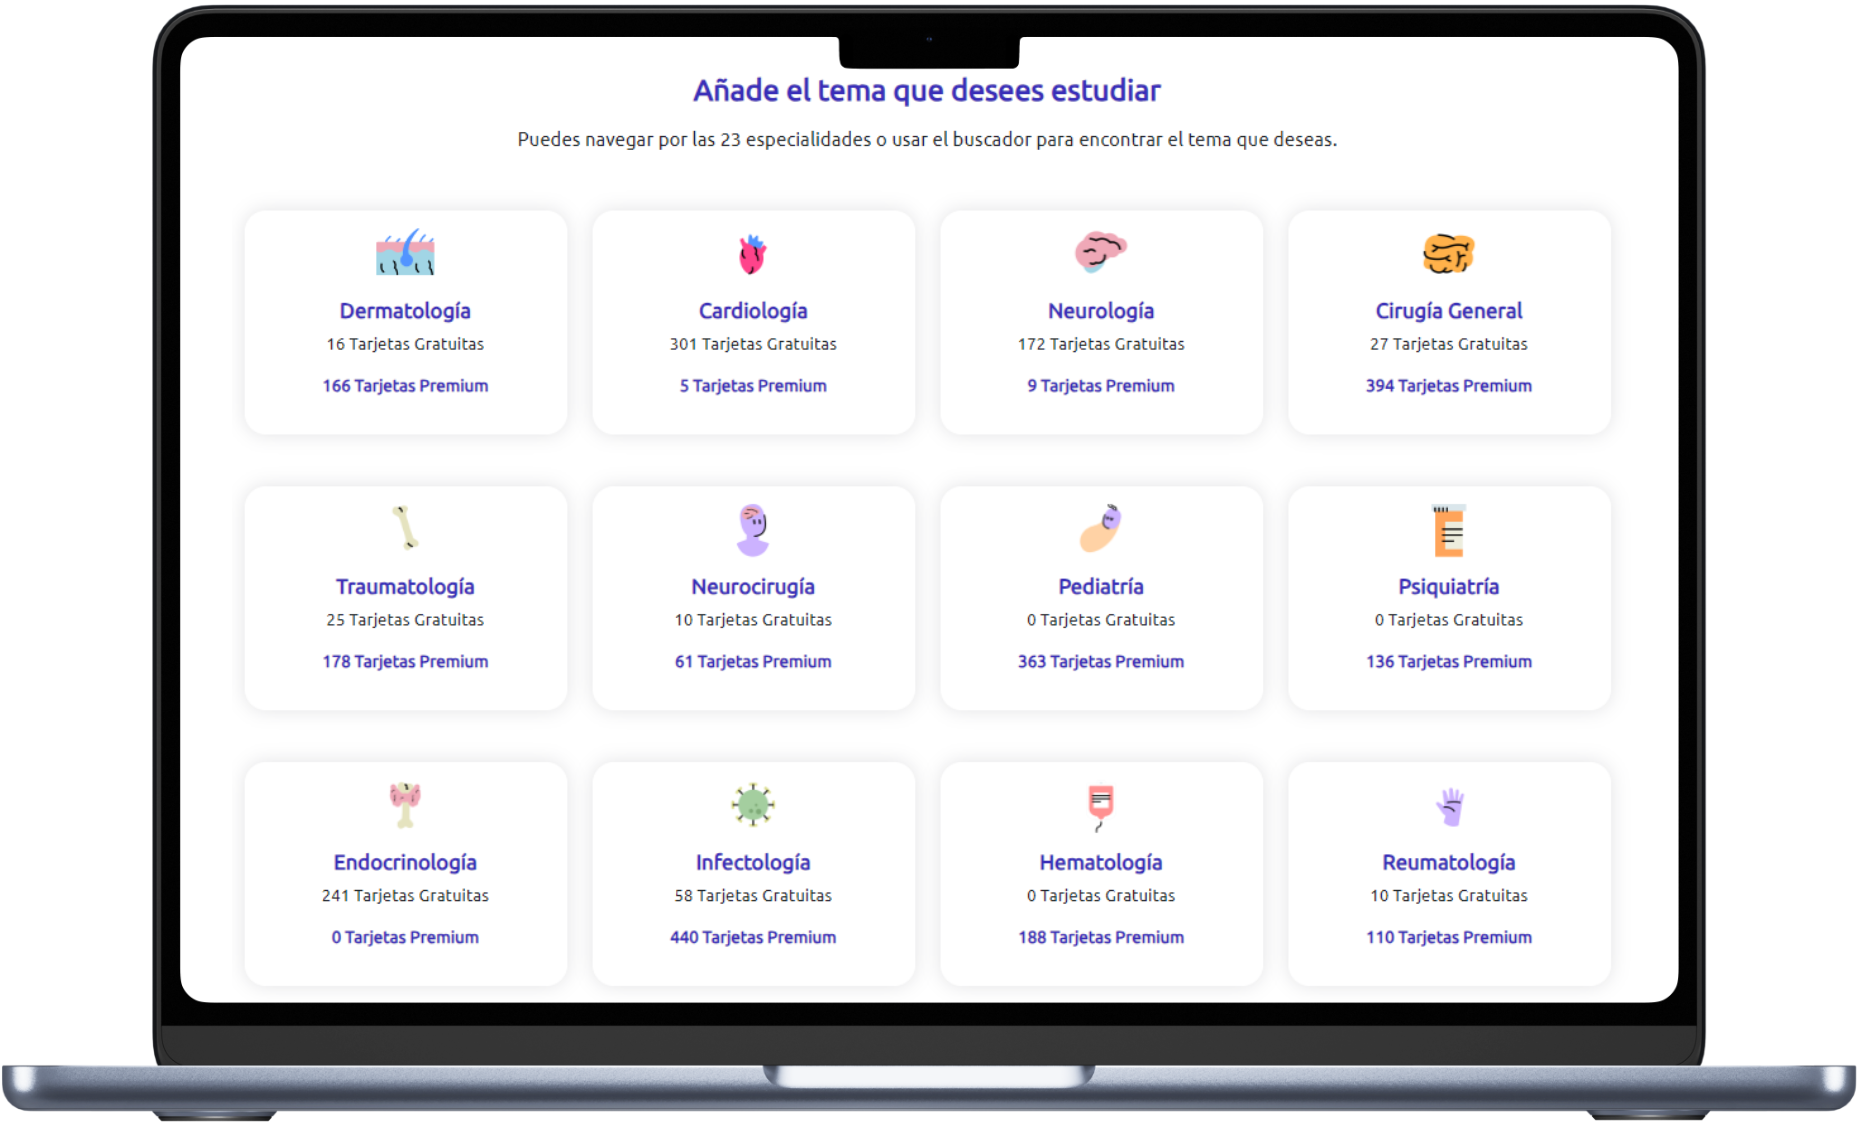 Añade el tema que desees estudiar
Puedes navegar por las 23 especialidades o usar el buscador para encontrar el tema que deseas.
Dermatología
16 Tarjetas Gratuitas
166 Tarjetas Premium
Cardiología
301 Tarjetas Gratuitas
5 Tarjetas Premium
Neurología
172 Tarjetas Gratuitas
9 Tarjetas Premium
Cirugía General
27 Tarjetas Gratuitas
394 Tarjetas Premium
Traumatología
25 Tarjetas Gratuitas
178 Tarjetas Premium
Neurocirugía
10 Tarjetas Gratuitas
61 Tarjetas Premium
Pediatría
0 Tarjetas Gratuitas
363 Tarjetas Premium
Psiquiatría
0 Tarjetas Gratuitas
136 Tarjetas Premium
Endocrinología
241 Tarjetas Gratuitas
0 Tarjetas Premium
Infectología
58 Tarjetas Gratuitas
440 Tarjetas Premium
Hematología
0 Tarjetas Gratuitas
188 Tarjetas Premium
Reumatología
10 Tarjetas Gratuitas
110 Tarjetas Premium